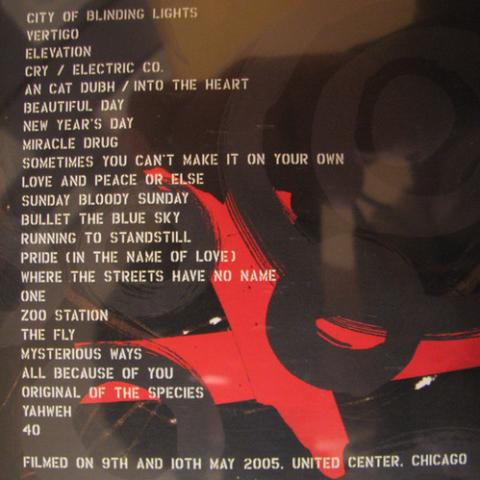 CITY OF BLINDING LIGHTS
VERTIGO
ELEVATION
CRY / ELECTRIC CO.
AN CAT DUBH / INTO THE HEART
BEAUTIFUL DAY
NEW YEAR'S DAY
MIRACLE DRUG
SOMETIMES YOU CAN'T MAKE IT ON YOUR OWN
LOVE AND PEACE OR ELSE
SUNDAY BLOODY SUNDAY
BULLET THE BLUE SKY
RUNNING TO STANDSTILL
PRIDE (IN THE NAME OF LOVE)
WHERE THE STREETS HAVE NO NAME
ONE
ZOO STATION
THE FLY
MYSTERIOUS WAYS
ALL BECAUSE OF YOU
ORIGINAL OF THE SPECIES
YAHWEH
40
FILMED ON 9TH AND 10TH MAY 2005. UNITED CENTER, CHICAGO